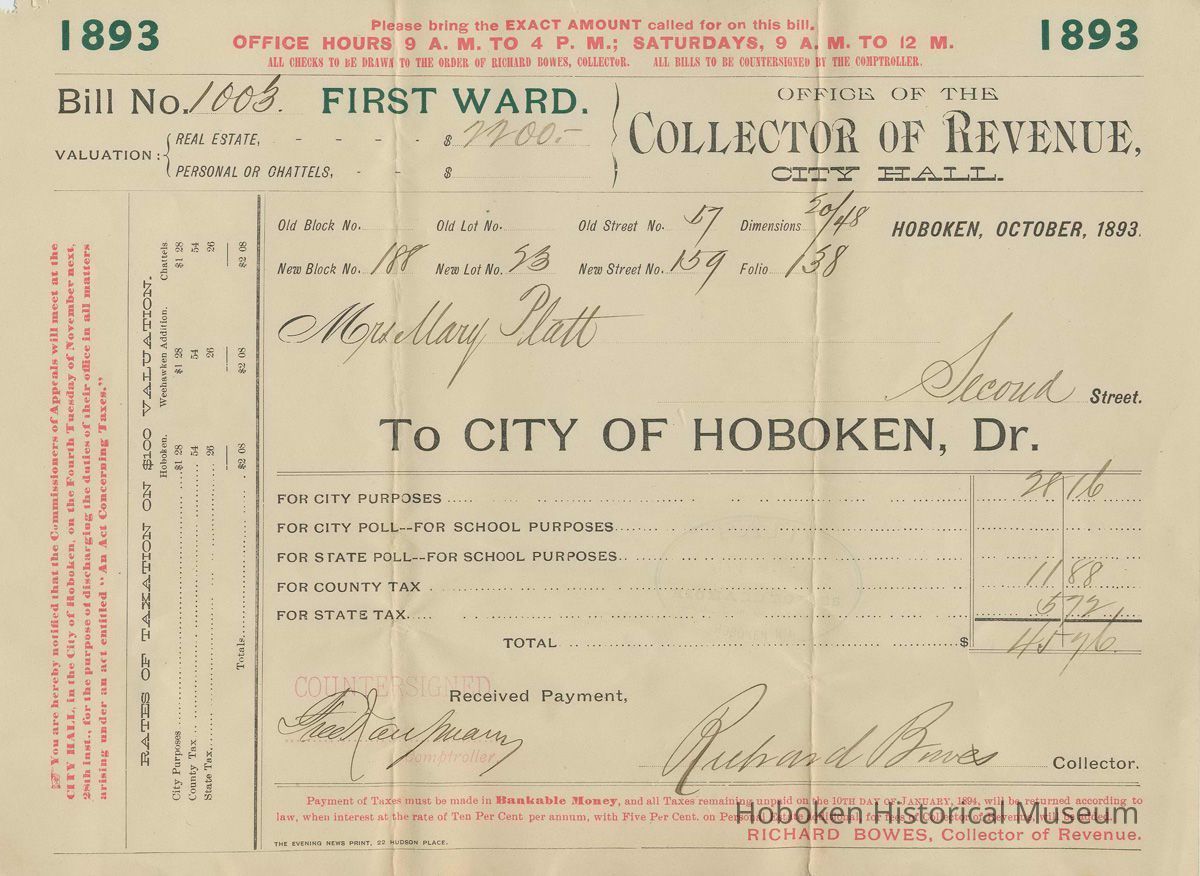 1893
Please bring the EXACT AMOUNT called for on this bill.
OFFICE HOURS 9 A. M. TO 4 P. M.; SATURDAYS, 9 A. M. TO 12 M.
ALL CHECKS TO BE DRAWN TO THE ORDER OF RICHARD BOWES, COLLECTOR. ALL BILLS TO BE COUNTERSIGNED BY THE COMPTROLLER.
1893
Bill No. 1003. FIRST WARD.
VALUATION:
REAL ESTATE, - - - - - $ 2200.-
PERSONAL OR CHATTELS, - - $
OFFICE OF THE
COLLECTOR OF REVENUE,
CITY HALL.
You are hereby notified that the Commissioners of Appeals will meet at the
CITY HALL, in the City of Hoboken, on the Fourth Tuesday of November next,
28th inst., for the purpose of discharging the duties of their office in all matters
arising under an act entitled "An Act Concerning Taxes."
RATES OF TAXATION ON $100 VALUATION.
Hoboken. Weehawken Addition. Chattels
City Purposes $1 28 $1 28 $1 28
County Tax 54 54 54
State Tax, 26 26 26
Totals $2 08 $2 08 $2 08
Old Block No. Old Lot No. Old Street No. 57 Dimensions 20/48 HOBOKEN, OCTOBER, 1893.
New Block No. 188 New Lot No. 23 New Street No. 159 Folio 138
Mrs Mary Platt
Second Street.
To CITY OF HOBOKEN, Dr.
FOR CITY PURPOSES 28 16
FOR CITY POLL--FOR SCHOOL PURPOSES
FOR STATE POLL--FOR SCHOOL PURPOSES
FOR COUNTY TAX 11 88
FOR STATE TAX 5 72
TOTAL $ 45 76
COUNTERSIGNED
Received Payment,
Comptroller.
Richard Bowes Collector.
Payment of Taxes must be made in Bankable Money, and all Taxes remaining unpaid on the 10TH DAY OF JANUARY, 1894, will be returned according to
law, when interest at the rate of Ten Per Cent per annum, with Five Per Cent. on Personal Estate additional, for fees of Collector of Revenue, will be added.
RICHARD BOWES, Collector of Revenue.
THE EVENING NEWS PRINT, 22 HUDSON PLACE.
Hoboken Historical Museum